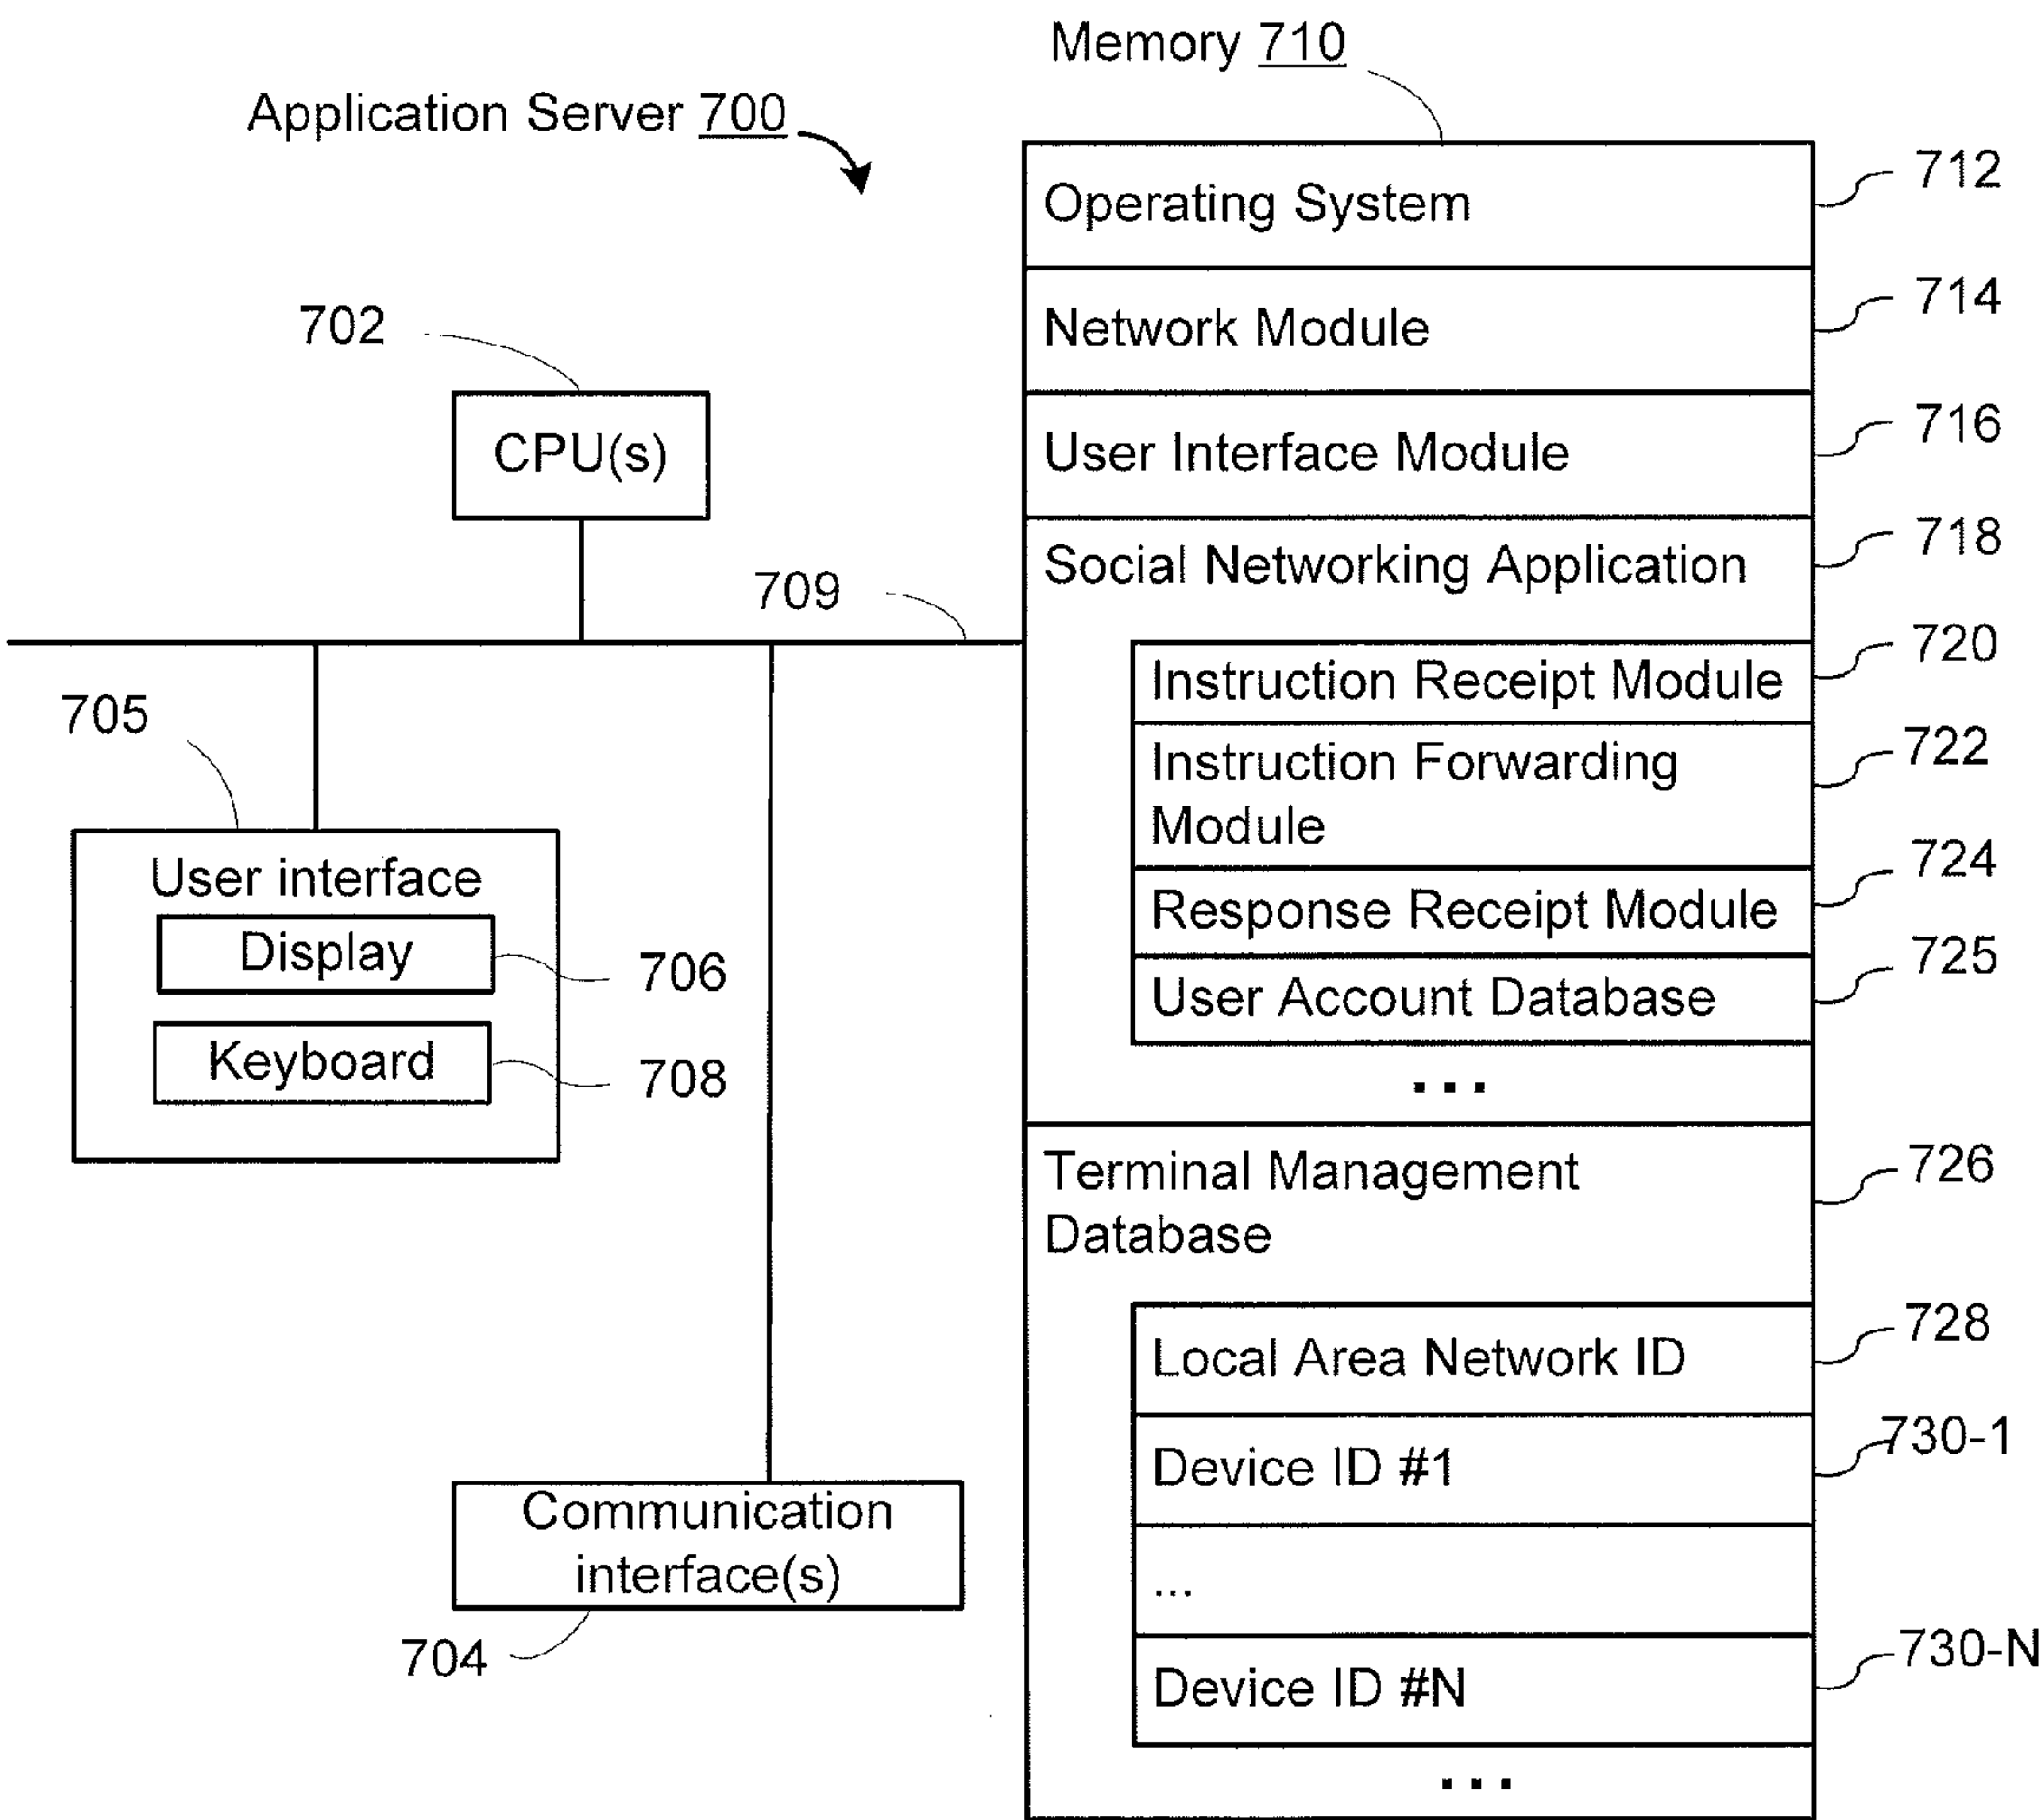 Memory 710
Application Server 700
Operating System
712
Network Module
714
702
CPU(s)
User Interface Module
716
Social Networking Application
718
709
Instruction Receipt Module
720
705
Instruction Forwarding
Module
722
User interface
Display
706
Keyboard
708
Response Receipt Module
724
User Account Database
725
...
Terminal Management
Database
726
Local Area Network ID
728
Device ID #1
730-1
Communication
interface(s)
704
...
Device ID #N
730-N
...